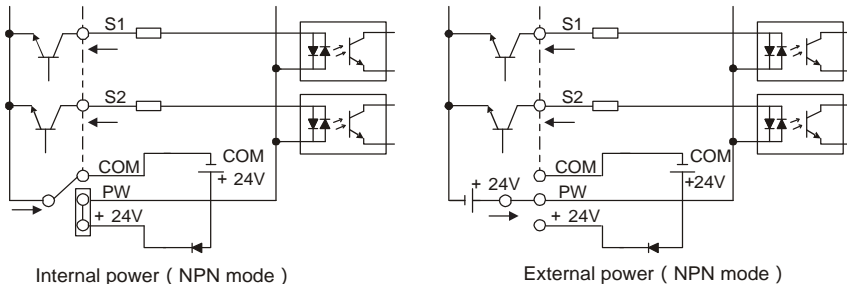 S1
S2
COM
COM
+ 24V
PW
+ 24V
Internal power ( NPN mode )
S1
S2
COM
COM
+24V
+ 24V
PW
+ 24V
External power ( NPN mode )